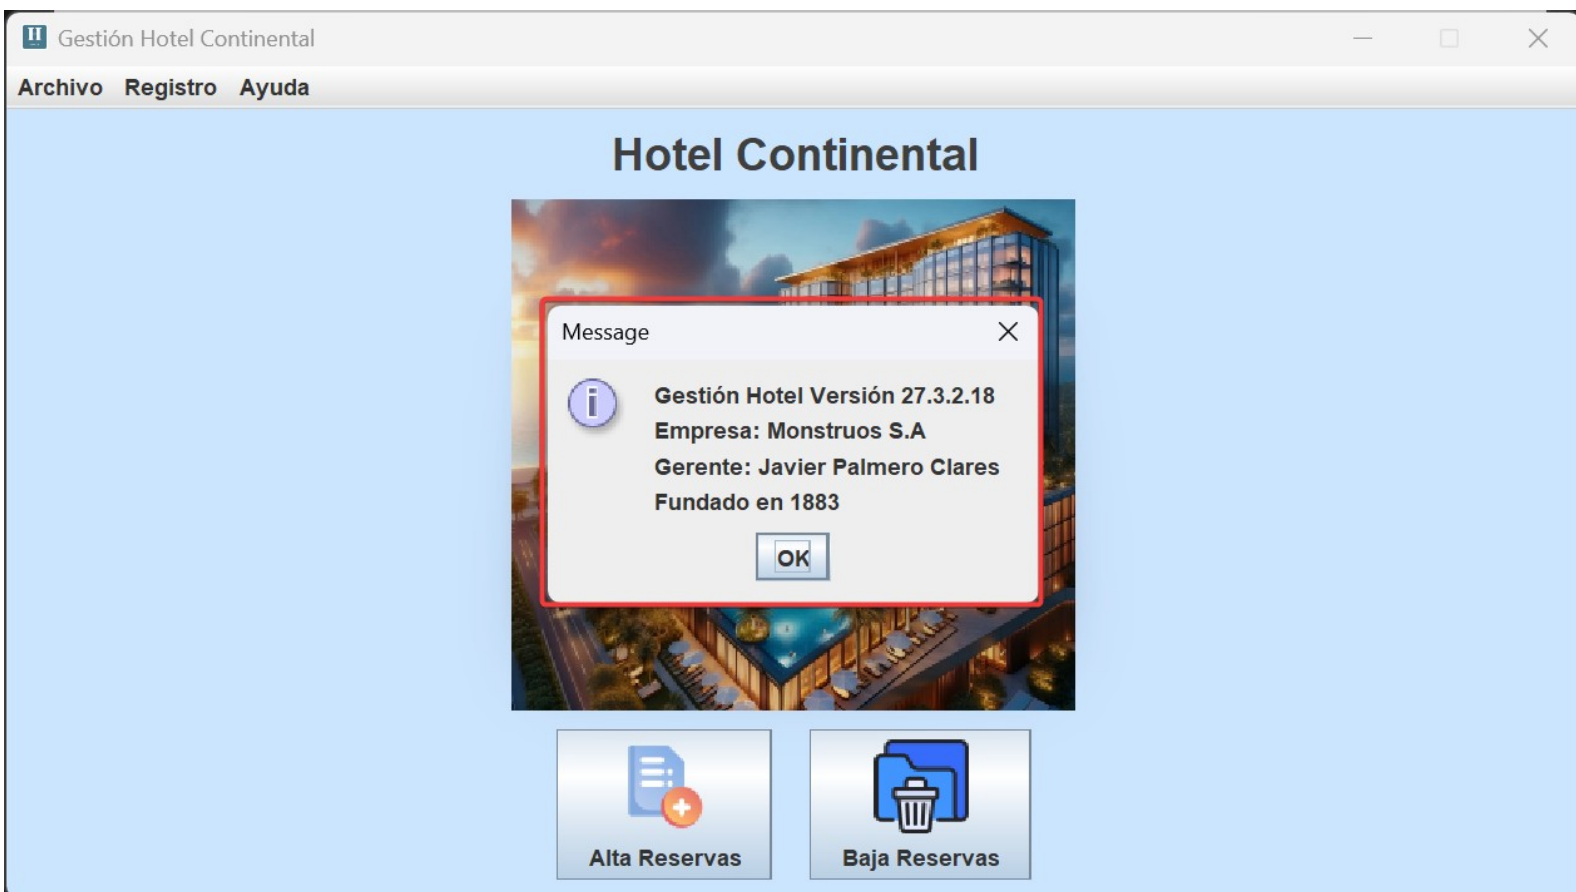 Gestión Hotel Continental
Archivo Registro Ayuda
Hotel Continental
Message
Gestión Hotel Versión 27.3.2.18
Empresa: Monstruos S.A
Gerente: Javier Palmero Clares
Fundado en 1883
OK
Alta Reservas
Baja Reservas